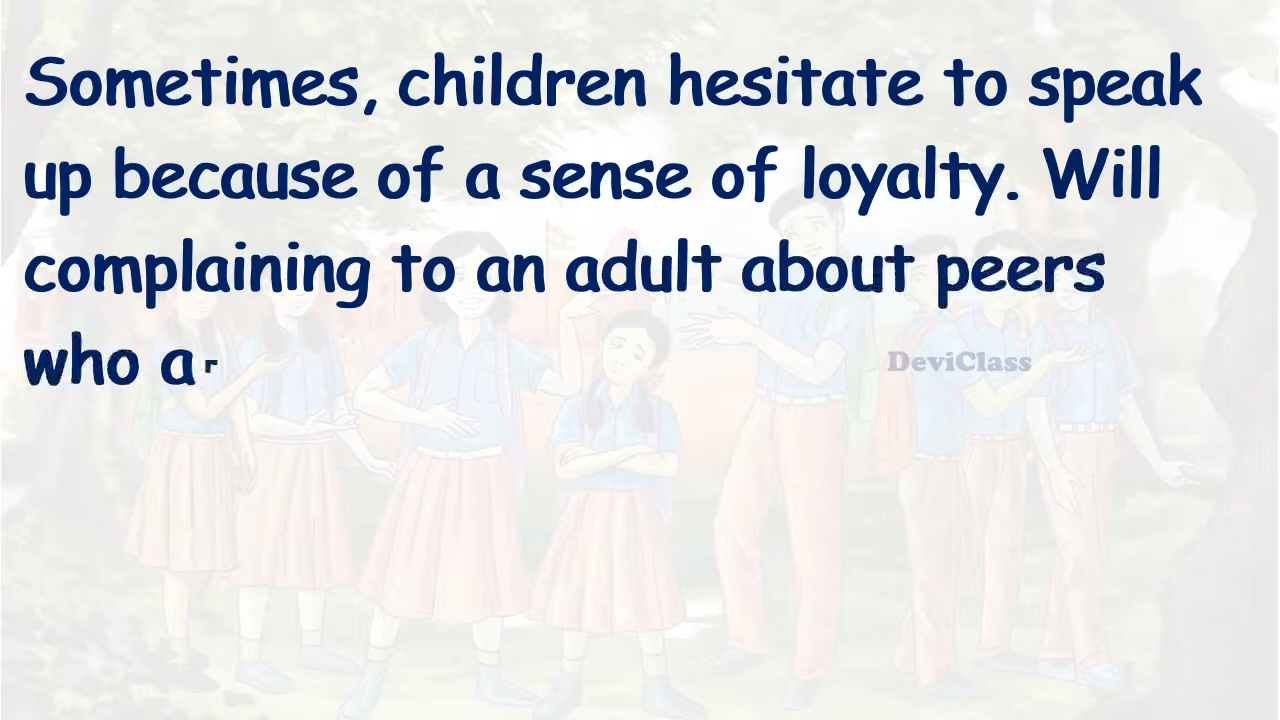 Sometimes, children hesitate to speak
up because of a sense of loyalty. Will
complaining to an adult about peers
who ar
DeviClass